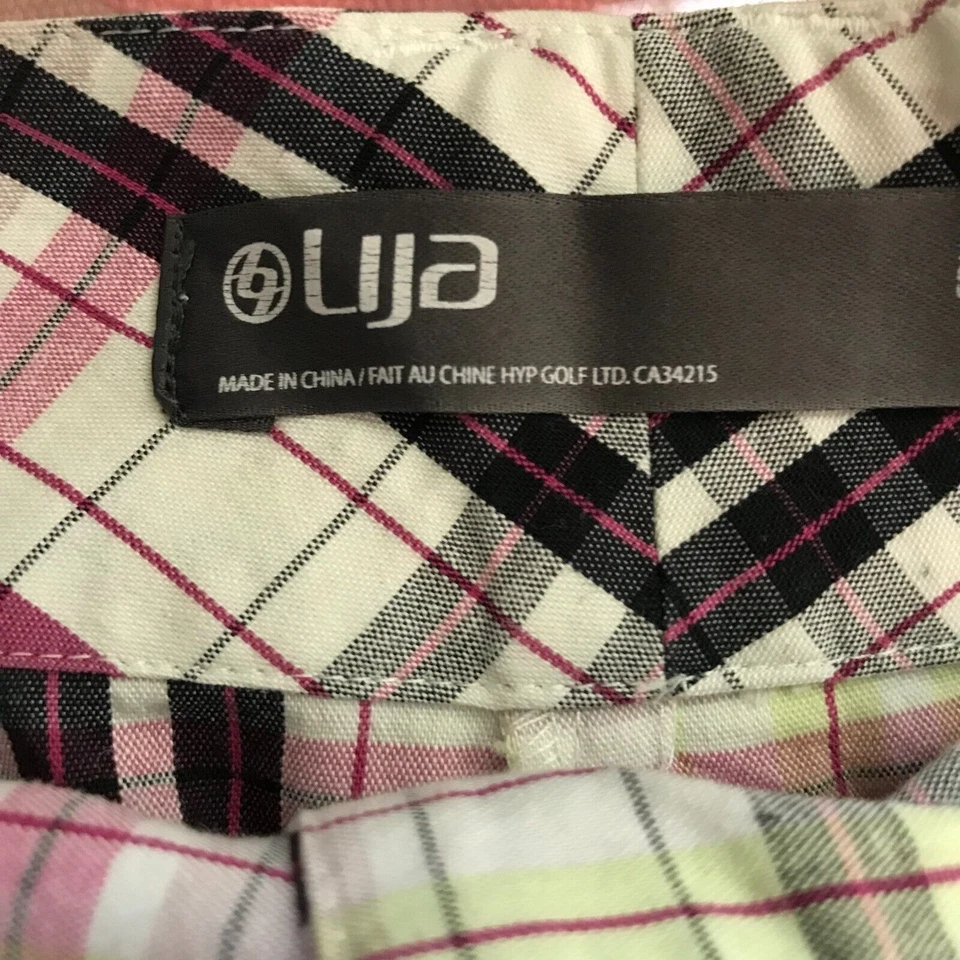 Lija
MADE IN CHINA / FAIT AU CHINE HYP GOLF LTD. CA34215